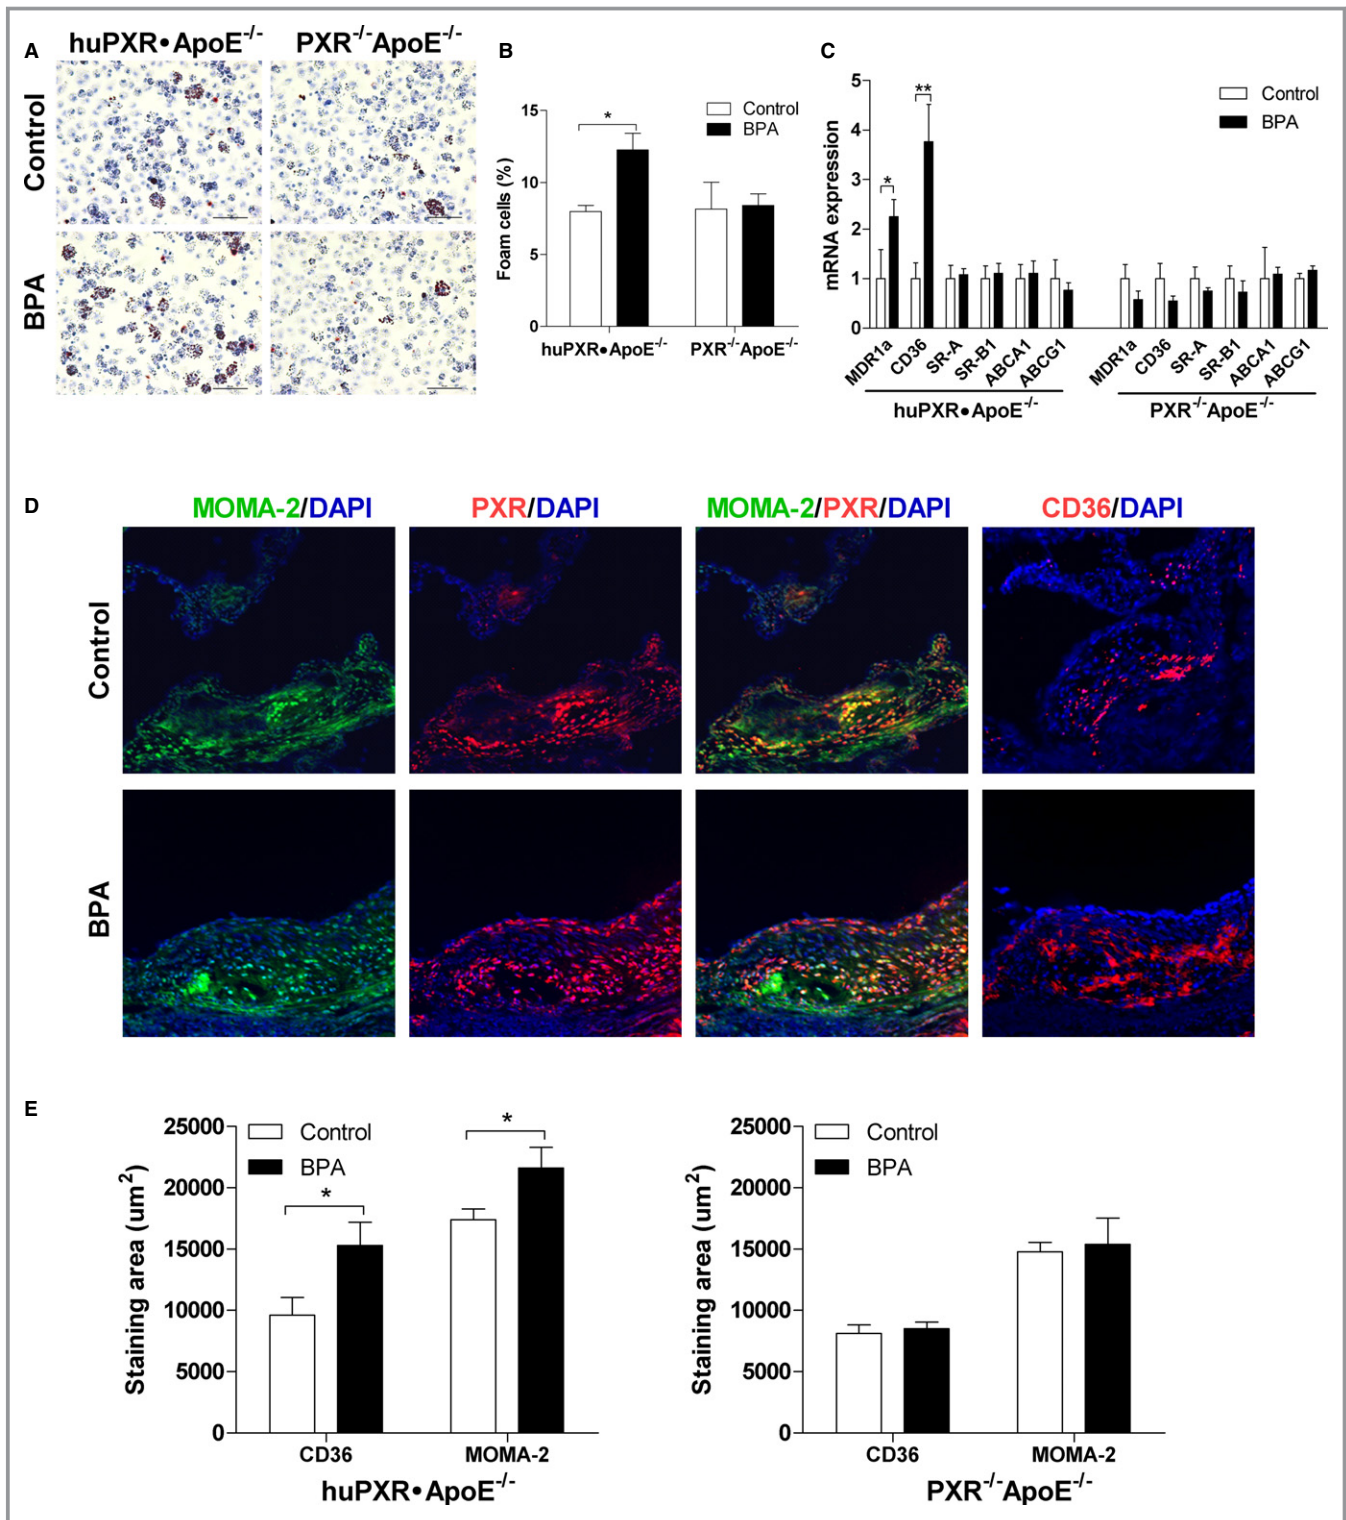 A
huPXR•ApoE-/- PXR-/-ApoE-/-
Control
BPA
B
Foam cells (%)
15
10
5
0
*
Control
BPA
huPXR•ApoE-/- PXR-/-ApoE-/-
C
mRNA expression
5
4
3
2
1
0
*
**
Control
BPA
MDR1a CD36 SR-A SR-B1 ABCA1 ABCG1 MDR1a CD36 SR-A SR-B1 ABCA1 ABCG1
huPXR•ApoE-/- PXR-/-ApoE-/-
D
MOMA-2/DAPI PXR/DAPI MOMA-2/PXR/DAPI CD36/DAPI
Control
BPA
E
Staining area (um2)
25000
20000
15000
10000
5000
0
Control
BPA
*
*
CD36 MOMA-2
huPXR•ApoE-/-
Staining area (um2)
25000
20000
15000
10000
5000
0
Control
BPA
CD36 MOMA-2
PXR-/-ApoE-/-